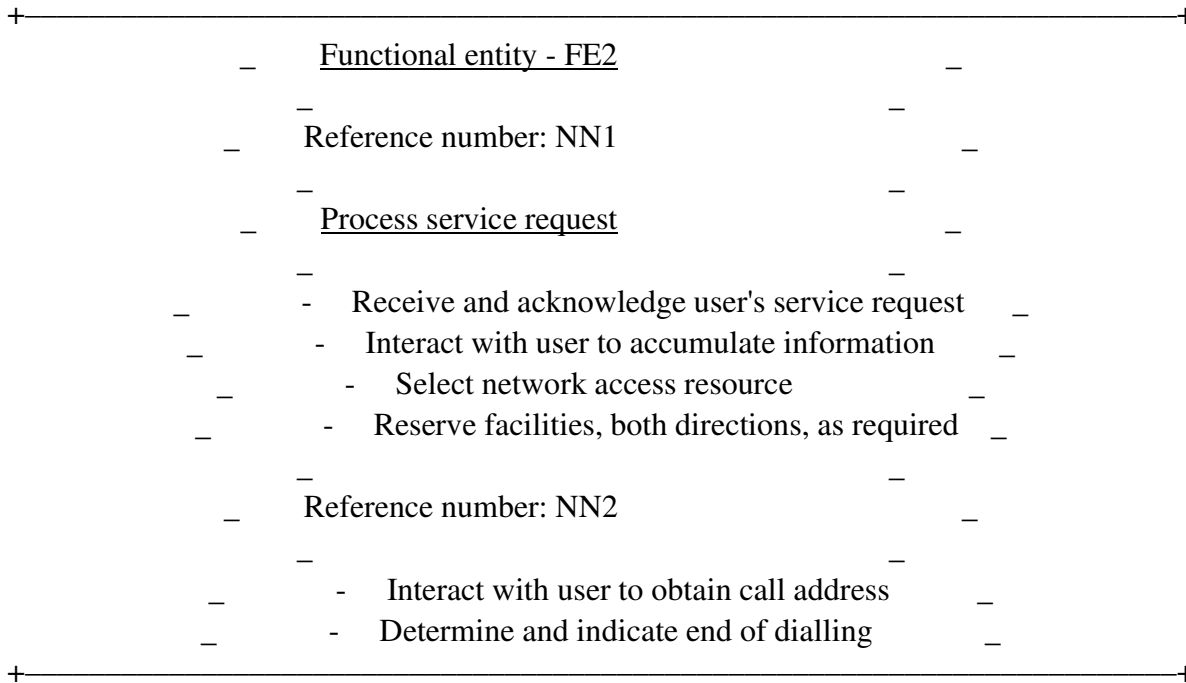 Functional entity - FE2
Reference number: NN1
Process service request
- Receive and acknowledge user's service request
- Interact with user to accumulate information
- Select network access resource
- Reserve facilities, both directions, as required
Reference number: NN2
- Interact with user to obtain call address
- Determine and indicate end of dialling